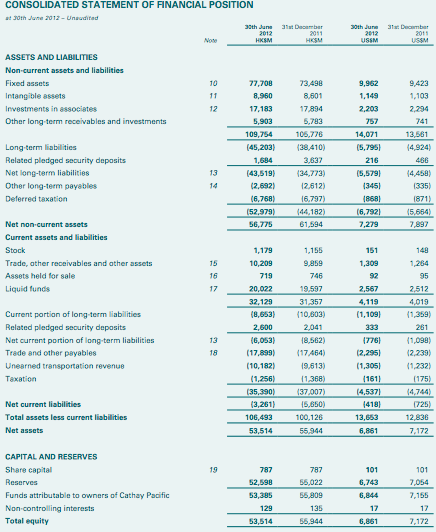 CONSOLIDATED STATEMENT OF FINANCIAL POSITION
at 30th June 2012 – Unaudited
30th June 31st December 30th June 31st December
2012 2011 2012 2011
Note HK$M HK$M US$M US$M
ASSETS AND LIABILITIES
Non-current assets and liabilities
Fixed assets 10 77,708 73,498 9,962 9,423
Intangible assets 11 8,960 8,601 1,149 1,103
Investments in associates 12 17,183 17,894 2,203 2,294
Other long-term receivables and investments 5,903 5,783 757 741
109,754 105,776 14,071 13,561
Long-term liabilities (45,203) (38,410) (5,795) (4,924)
Related pledged security deposits 1,684 3,637 216 466
Net long-term liabilities 13 (43,519) (34,773) (5,579) (4,458)
Other long-term payables 14 (2,692) (2,612) (345) (335)
Deferred taxation (6,768) (6,797) (868) (871)
(52,979) (44,182) (6,792) (5,664)
Net non-current assets 56,775 61,594 7,279 7,897
Current assets and liabilities
Stock 1,179 1,155 151 148
Trade, other receivables and other assets 15 10,209 9,859 1,309 1,264
Assets held for sale 16 719 746 92 95
Liquid funds 17 20,022 19,597 2,567 2,512
32,129 31,357 4,119 4,019
Current portion of long-term liabilities (8,653) (10,603) (1,109) (1,359)
Related pledged security deposits 2,600 2,041 333 261
Net current portion of long-term liabilities 13 (6,053) (8,562) (776) (1,098)
Trade and other payables 18 (17,899) (17,464) (2,295) (2,239)
Unearned transportation revenue (10,182) (9,613) (1,305) (1,232)
Taxation (1,256) (1,368) (161) (175)
(35,390) (37,007) (4,537) (4,744)
Net current liabilities (3,261) (5,650) (418) (725)
Total assets less current liabilities 106,493 100,126 13,653 12,836
Net assets 53,514 55,944 6,861 7,172
CAPITAL AND RESERVES
Share capital 19 787 787 101 101
Reserves 52,598 55,022 6,743 7,054
Funds attributable to owners of Cathay Pacific 53,385 55,809 6,844 7,155
Non-controlling interests 129 135 17 17
Total equity 53,514 55,944 6,861 7,172